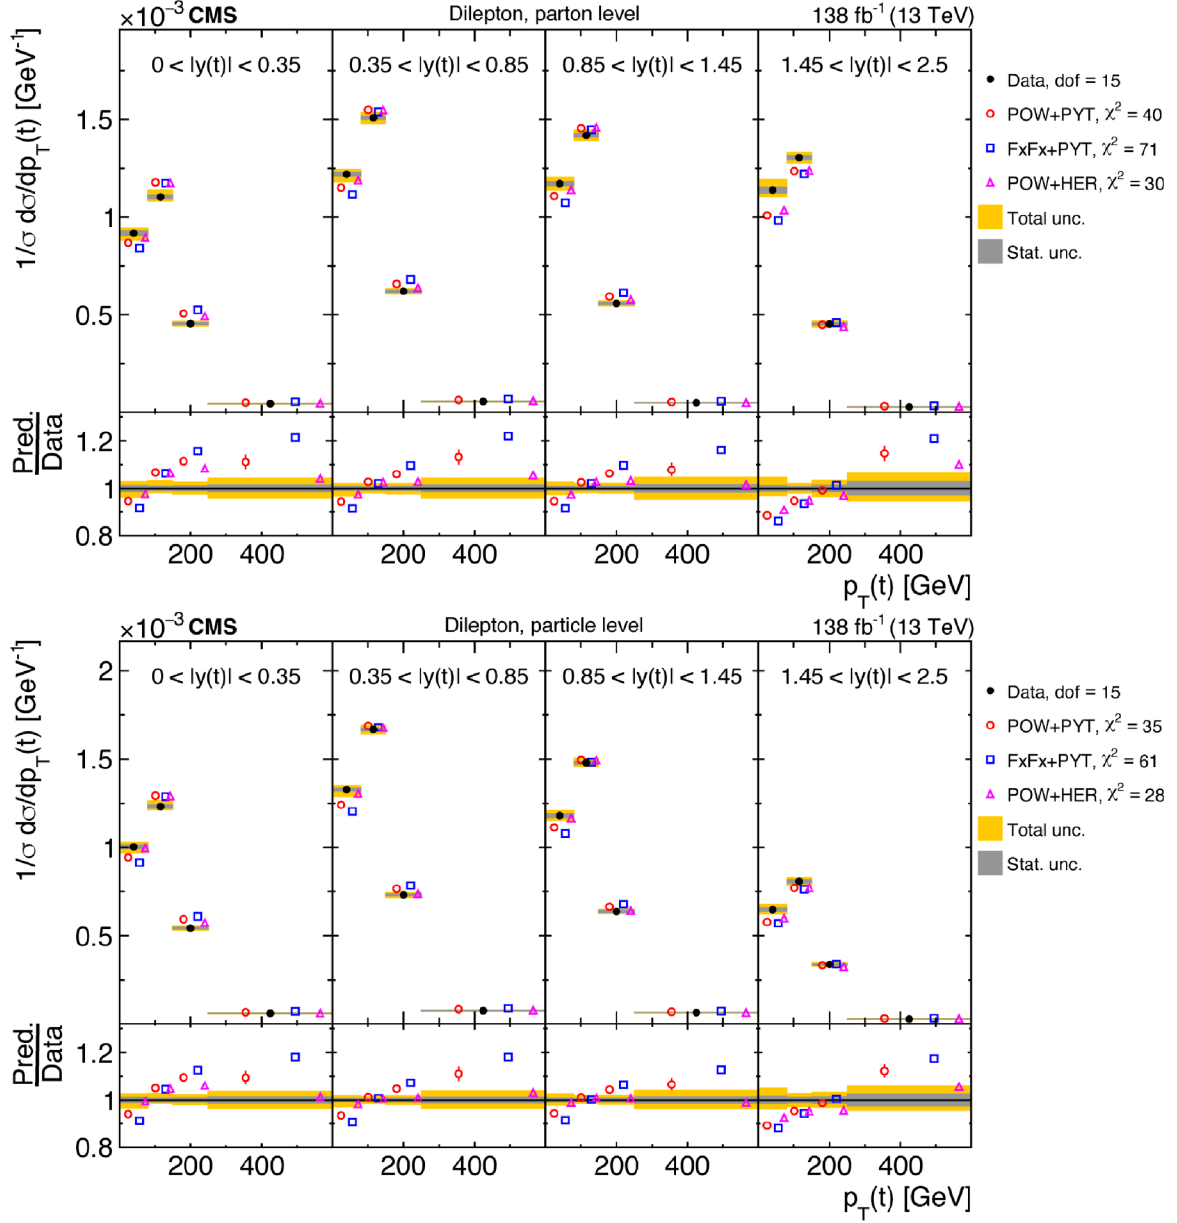 ×10⁻³ CMS Dilepton, parton level 138 fb⁻¹ (13 TeV)
1/σ dσ/dp_T(t) [GeV⁻¹]
0 < |y(t)| < 0.35 0.35 < |y(t)| < 0.85 0.85 < |y(t)| < 1.45 1.45 < |y(t)| < 2.5
1.5
1
0.5
Data, dof = 15
POW+PYT, χ² = 40
FxFx+PYT, χ² = 71
POW+HER, χ² = 30
Total unc.
Stat. unc.
Pred.
Data
1.2
1
0.8
200 400 200 400 200 400 200 400
p_T(t) [GeV]
×10⁻³ CMS Dilepton, particle level 138 fb⁻¹ (13 TeV)
1/σ dσ/dp_T(t) [GeV⁻¹]
0 < |y(t)| < 0.35 0.35 < |y(t)| < 0.85 0.85 < |y(t)| < 1.45 1.45 < |y(t)| < 2.5
2
1.5
1
0.5
Data, dof = 15
POW+PYT, χ² = 35
FxFx+PYT, χ² = 61
POW+HER, χ² = 28
Total unc.
Stat. unc.
Pred.
Data
1.2
1
0.8
200 400 200 400 200 400 200 400
p_T(t) [GeV]